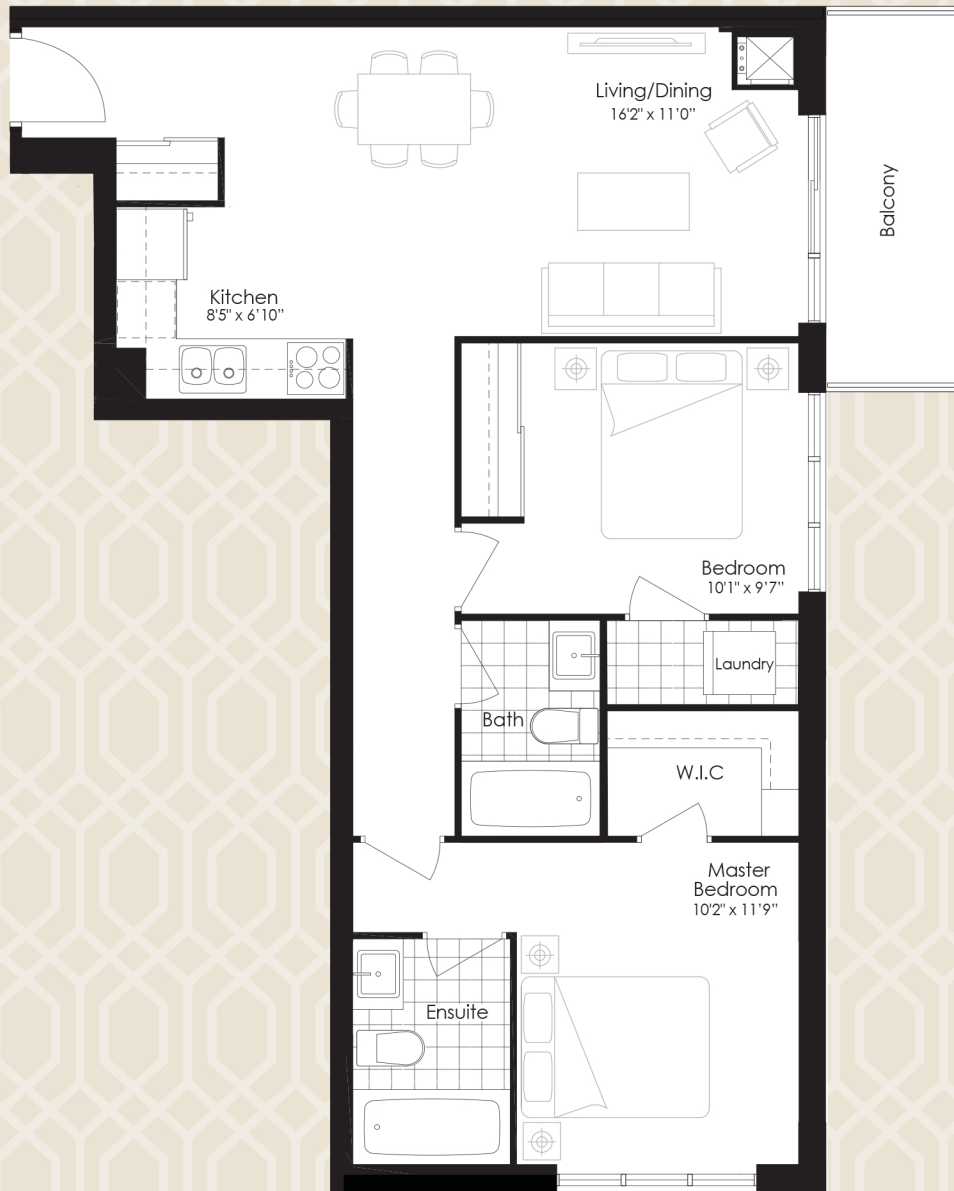 Living/Dining
16'2" x 11'0”
Balcony
Kitchen
8'5" x 6'10”
Bedroom
10'1" x 9'7”
Laundry
Bath
W.I.C
Master
Bedroom
10'2" x 11'9”
Ensuite